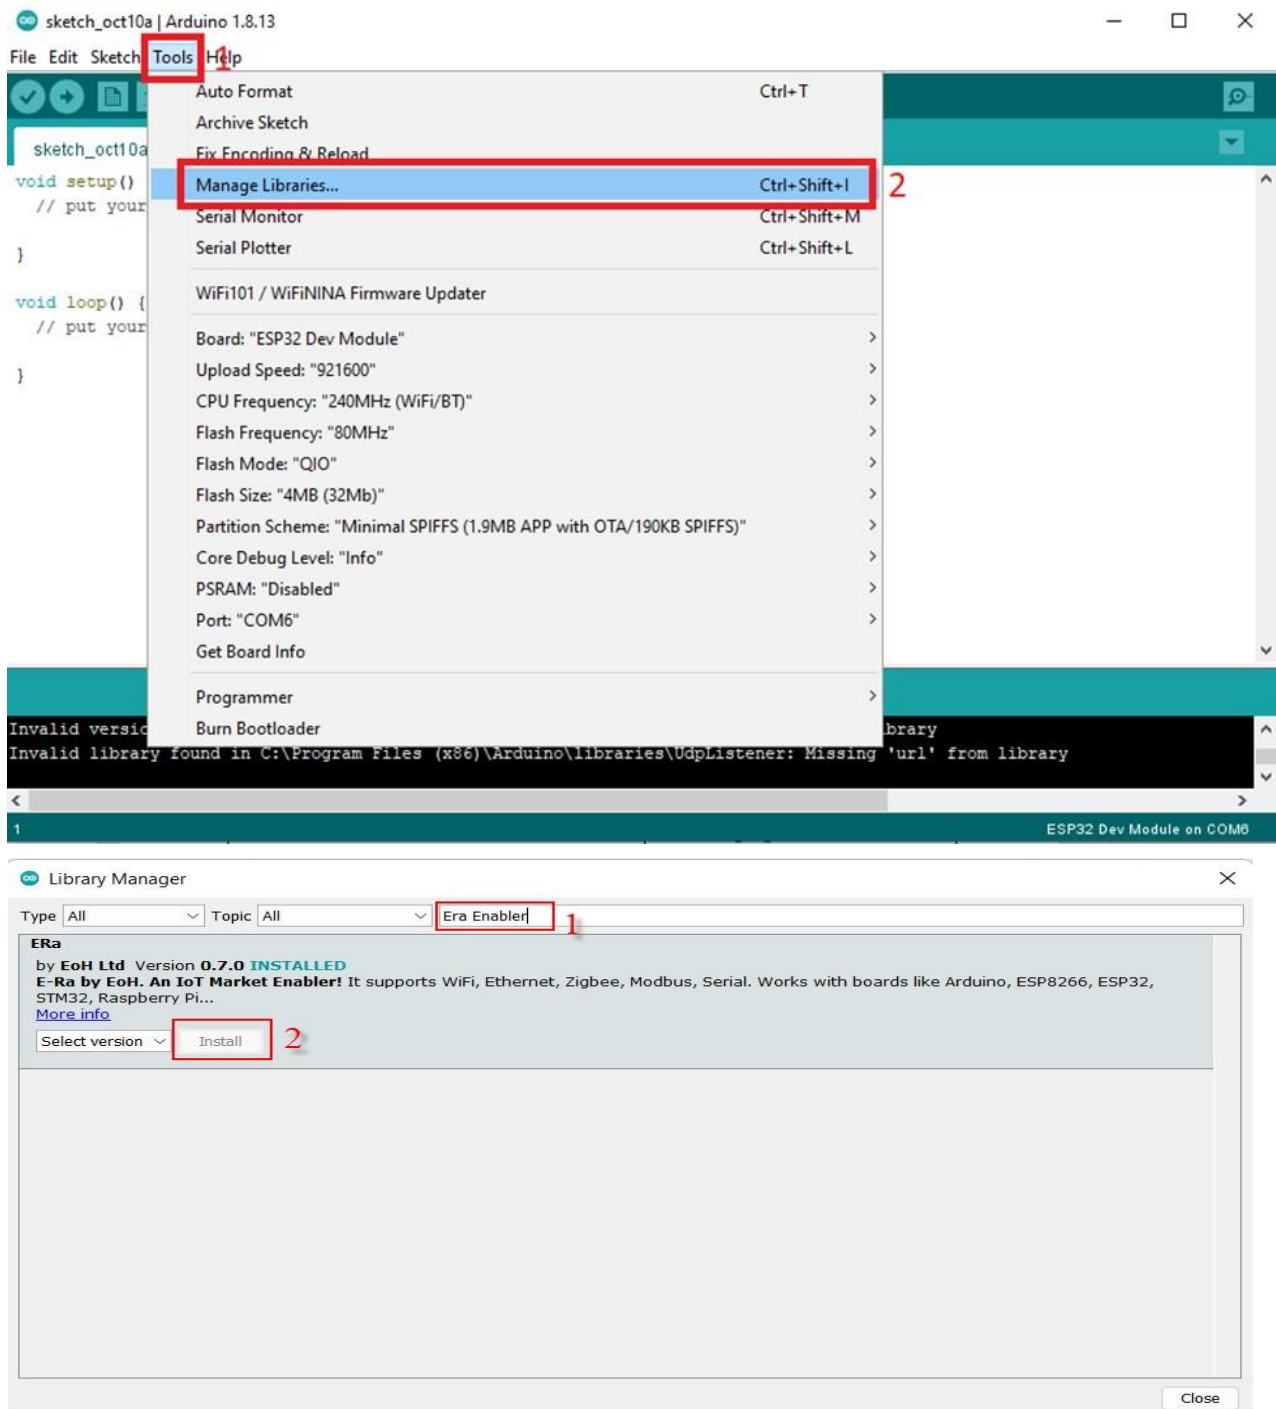 sketch_oct10a | Arduino 1.8.13
File Edit Sketch Tools Help
1
Auto Format Ctrl+T
Archive Sketch
Fix Encoding & Reload
sketch_oct10a
Manage Libraries... Ctrl+Shift+I
2
Serial Monitor Ctrl+Shift+M
Serial Plotter Ctrl+Shift+L
WiFi101 / WiFiNINA Firmware Updater
Board: "ESP32 Dev Module"
Upload Speed: "921600"
CPU Frequency: "240MHz (WiFi/BT)"
Flash Frequency: "80MHz"
Flash Mode: "QIO"
Flash Size: "4MB (32Mb)"
Partition Scheme: "Minimal SPIFFS (1.9MB APP with OTA/190KB SPIFFS)"
Core Debug Level: "Info"
PSRAM: "Disabled"
Port: "COM6"
Get Board Info
Programmer
Burn Bootloader
void setup()
// put your
}
void loop() {
// put your
}
Invalid versic brary
Invalid library found in C:\Program Files (x86)\Arduino\libraries\UdpListener: Missing 'url' from library
1 ESP32 Dev Module on COM6
Library Manager
Type All Topic All Era Enabler
1
ERa
by EoH Ltd Version 0.7.0 INSTALLED
E-Ra by EoH. An IoT Market Enabler! It supports WiFi, Ethernet, Zigbee, Modbus, Serial. Works with boards like Arduino, ESP8266, ESP32,
STM32, Raspberry Pi...
More info
Select version Install
2
Close